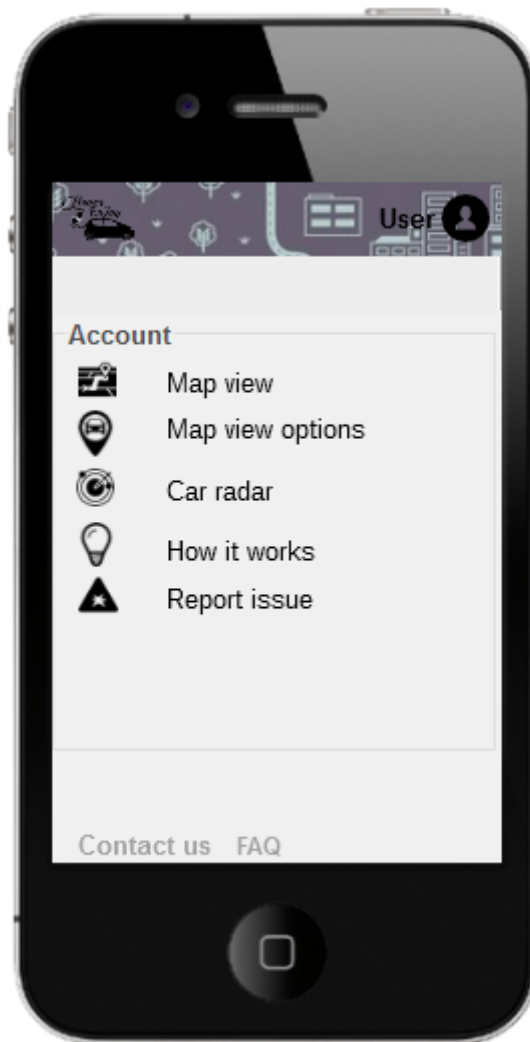 User
Account
Map view
Map view options
Car radar
How it works
Report issue
Contact us FAQ